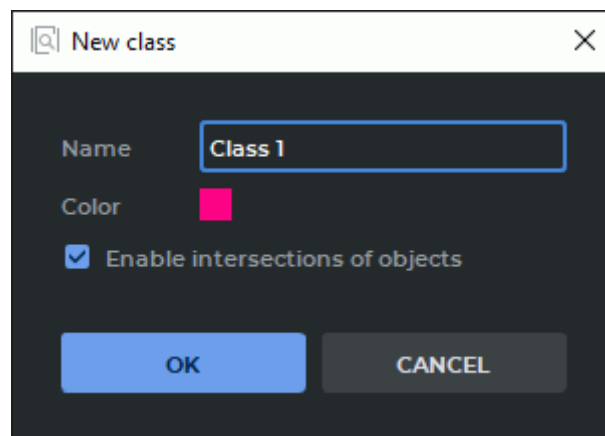 New class
Name Class 1
Color
Enable intersections of objects
OK CANCEL